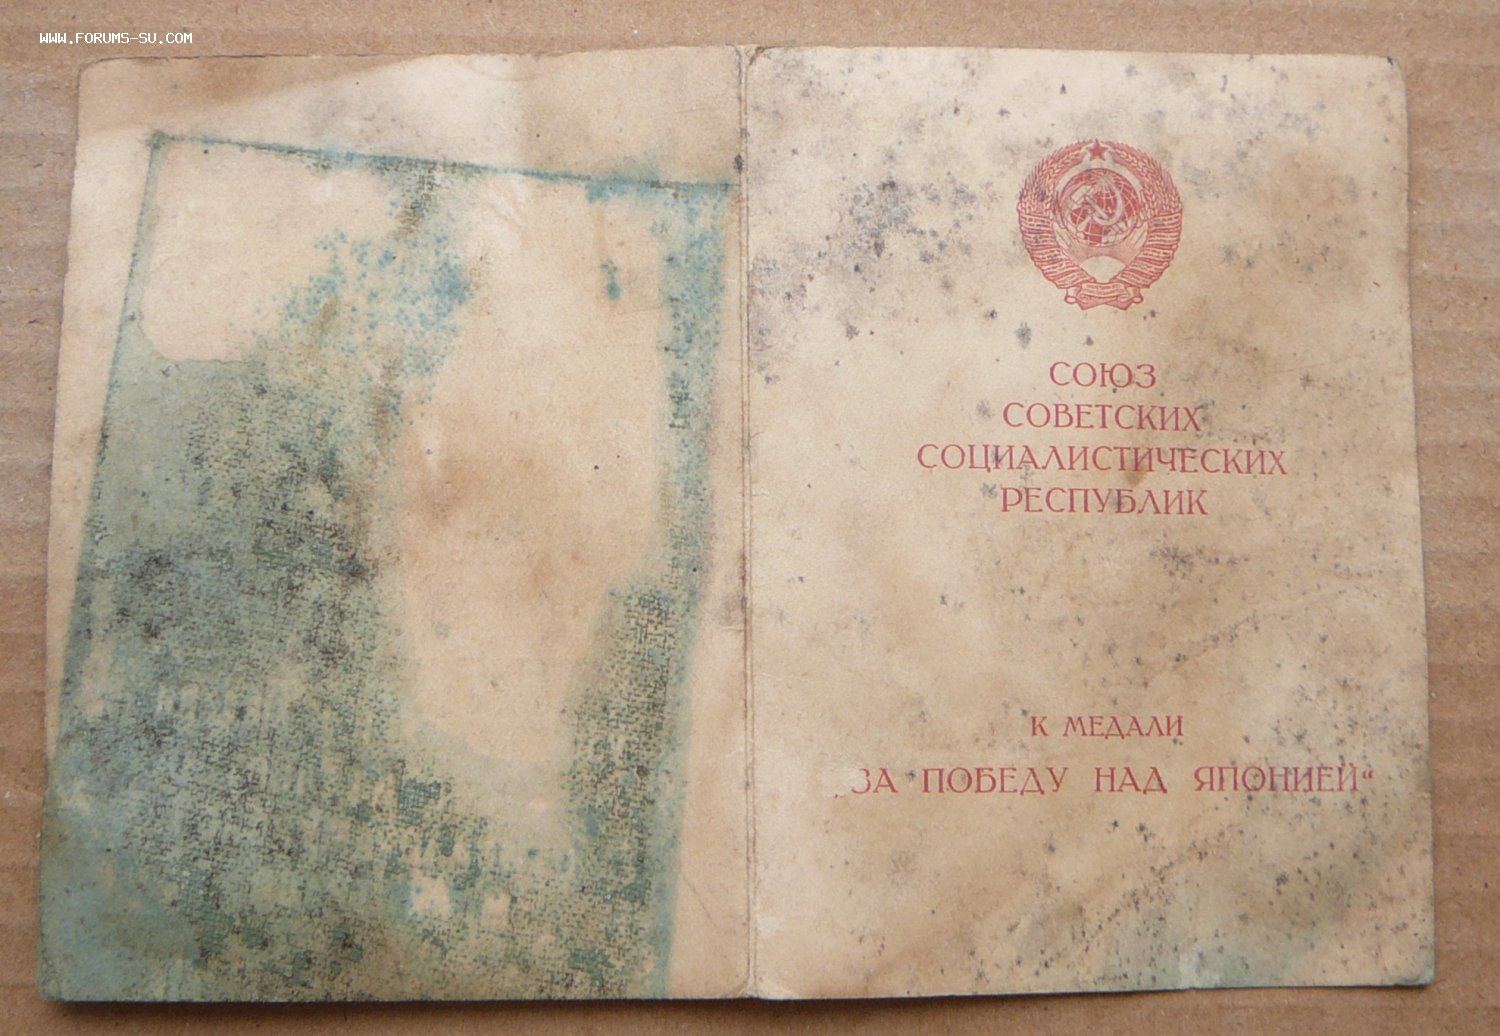 WWW.FORUMS-SU.COM
СОЮЗ
СОВЕТСКИХ
СОЦИАЛИСТИЧЕСКИХ
РЕСПУБЛИК
К МЕДАЛИ
„ЗА ПОБЕДУ НАД ЯПОНИЕЙ“